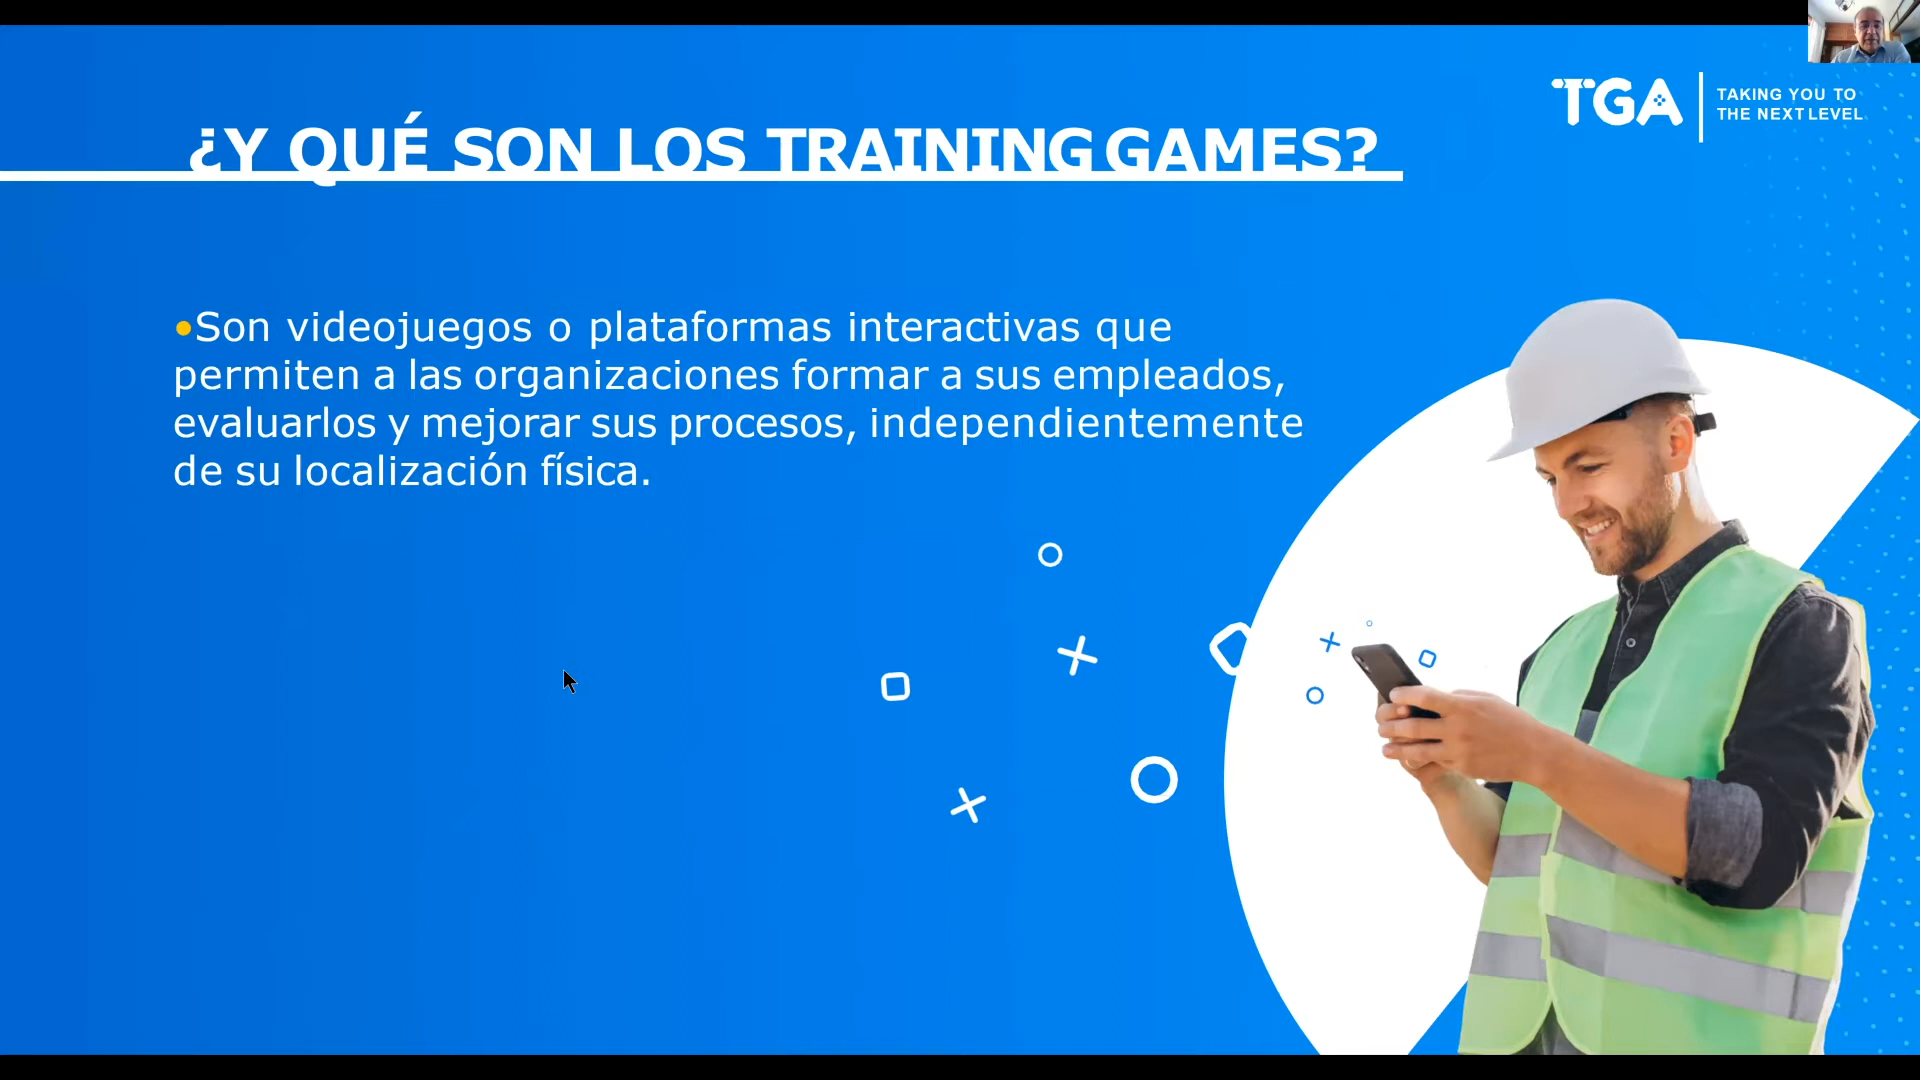 TGA
TAKING YOU TO
THE NEXT LEVEL
¿Y QUÉ SON LOS TRAINING GAMES?
•Son videojuegos o plataformas interactivas que
permiten a las organizaciones formar a sus empleados,
evaluarlos y mejorar sus procesos, independientemente
de su localización física.